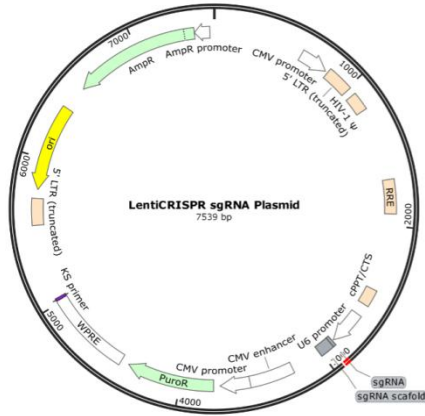 7000
AmpR promoter
AmpR
CMV promoter
1000
5' LTR (truncated)
HIV-1 Ψ
ori
6000
5' LTR (truncated)
LentiCRISPR sgRNA Plasmid
7539 bp
RRE
2000
cPPT/CTS
U6 promoter
KS primer
5000
WPRE
CMV enhancer
CMV promoter
PuroR
4000
sgRNA
sgRNA scafold